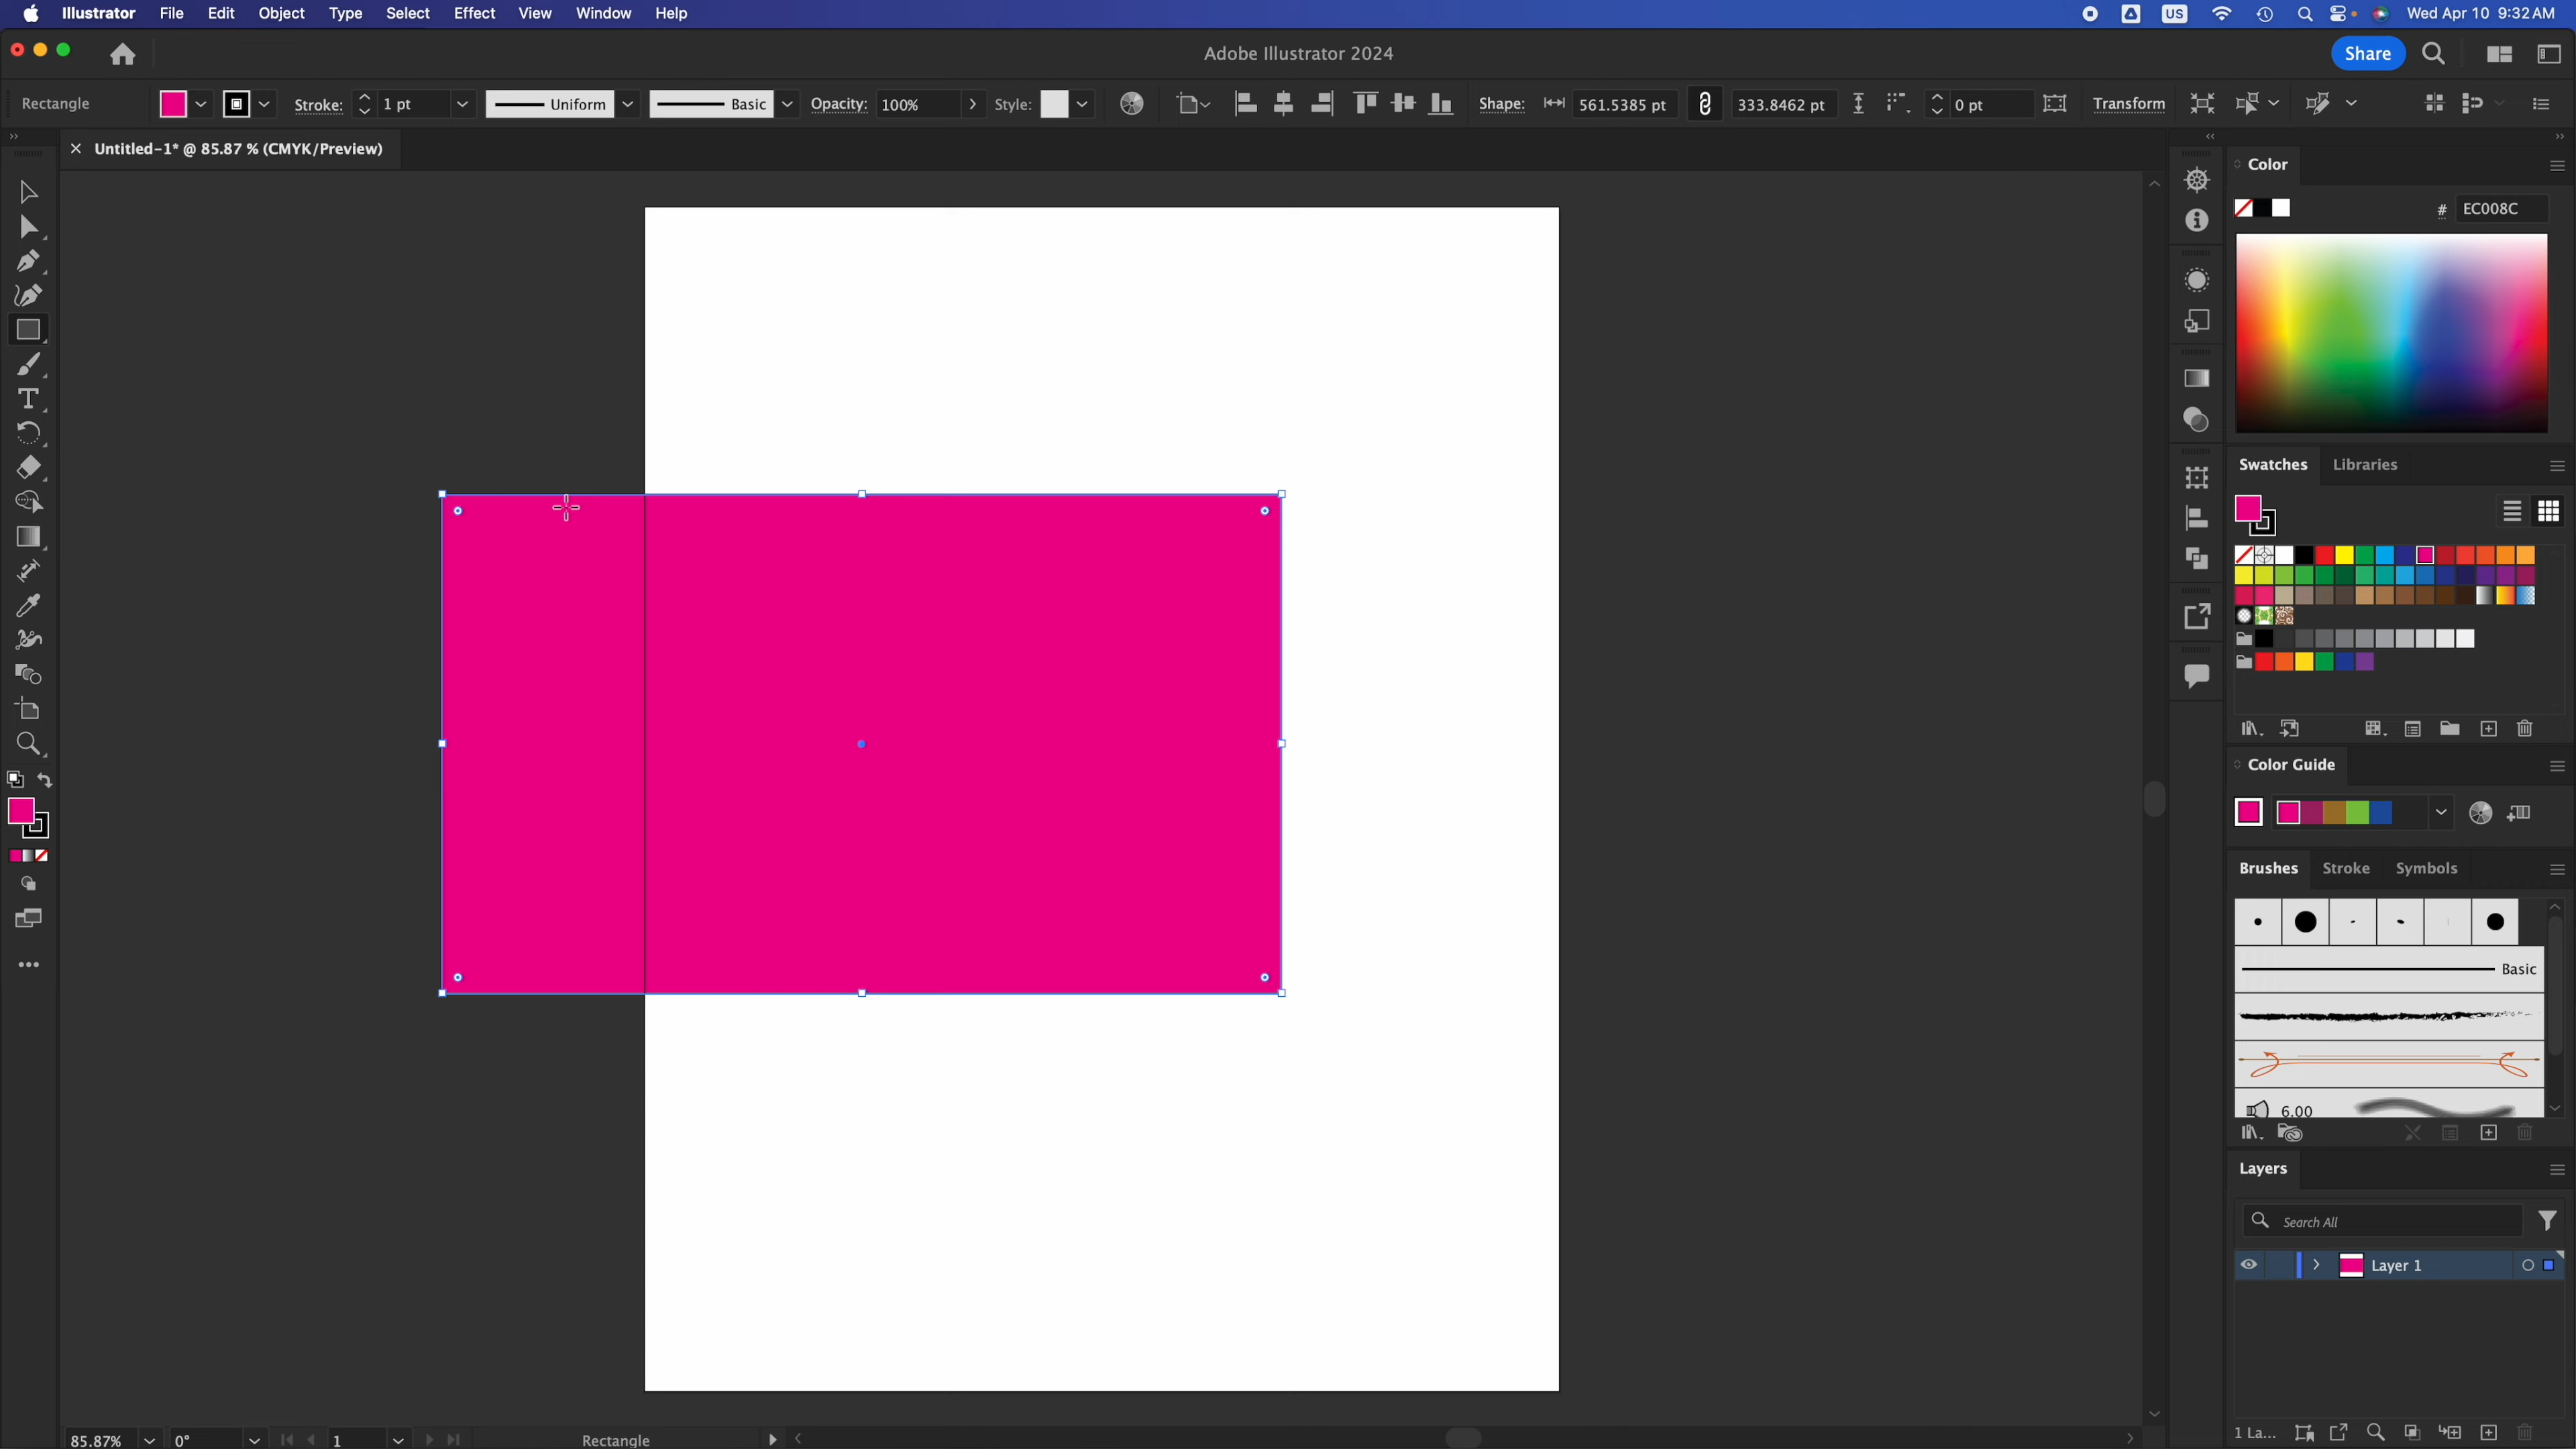 Illustrator File Edit Object Type Select Effect View Window Help US Wed Apr 10 9:32 AM
Adobe Illustrator 2024 Share
Rectangle Stroke: 1 pt Uniform Basic Opacity: 100% Style: Shape: 561.5385 pt 333.8462 pt 0 pt Transform
Untitled-1* @ 85.87 % (CMYK/Preview)
Color
# EC008C
Swatches Libraries
Color Guide
Brushes Stroke Symbols
Basic
6.00
Layers
Search All
Layer 1
85.87% 0° 1 Rectangle 1 La...